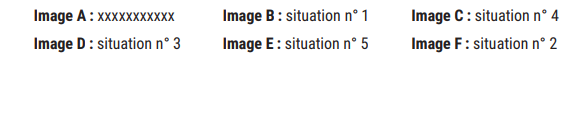 Image A : xxxxxxxxxxx Image B : situation n° 1 Image C : situation n° 4
Image D : situation n° 3 Image E : situation n° 5 Image F : situation n° 2